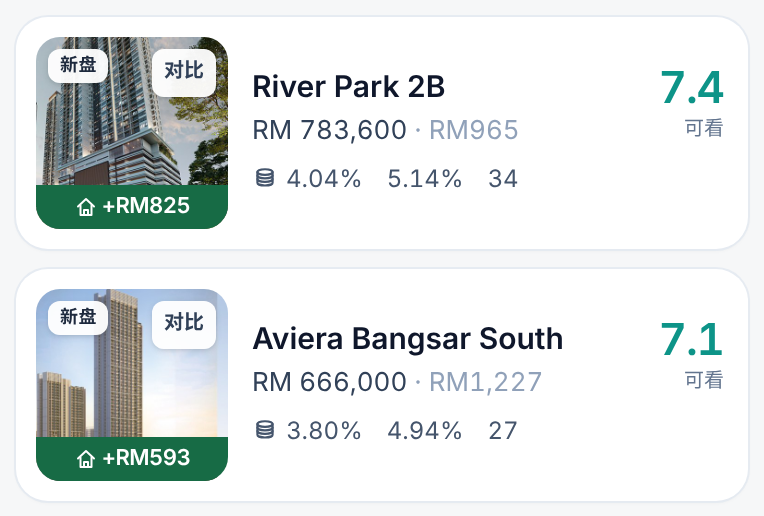 新盘
对比
River Park 2B
7.4
RM 783,600 · RM965
可看
4.04% 5.14% 34
+RM825
新盘
对比
Aviera Bangsar South
7.1
RM 666,000 · RM1,227
可看
3.80% 4.94% 27
+RM593